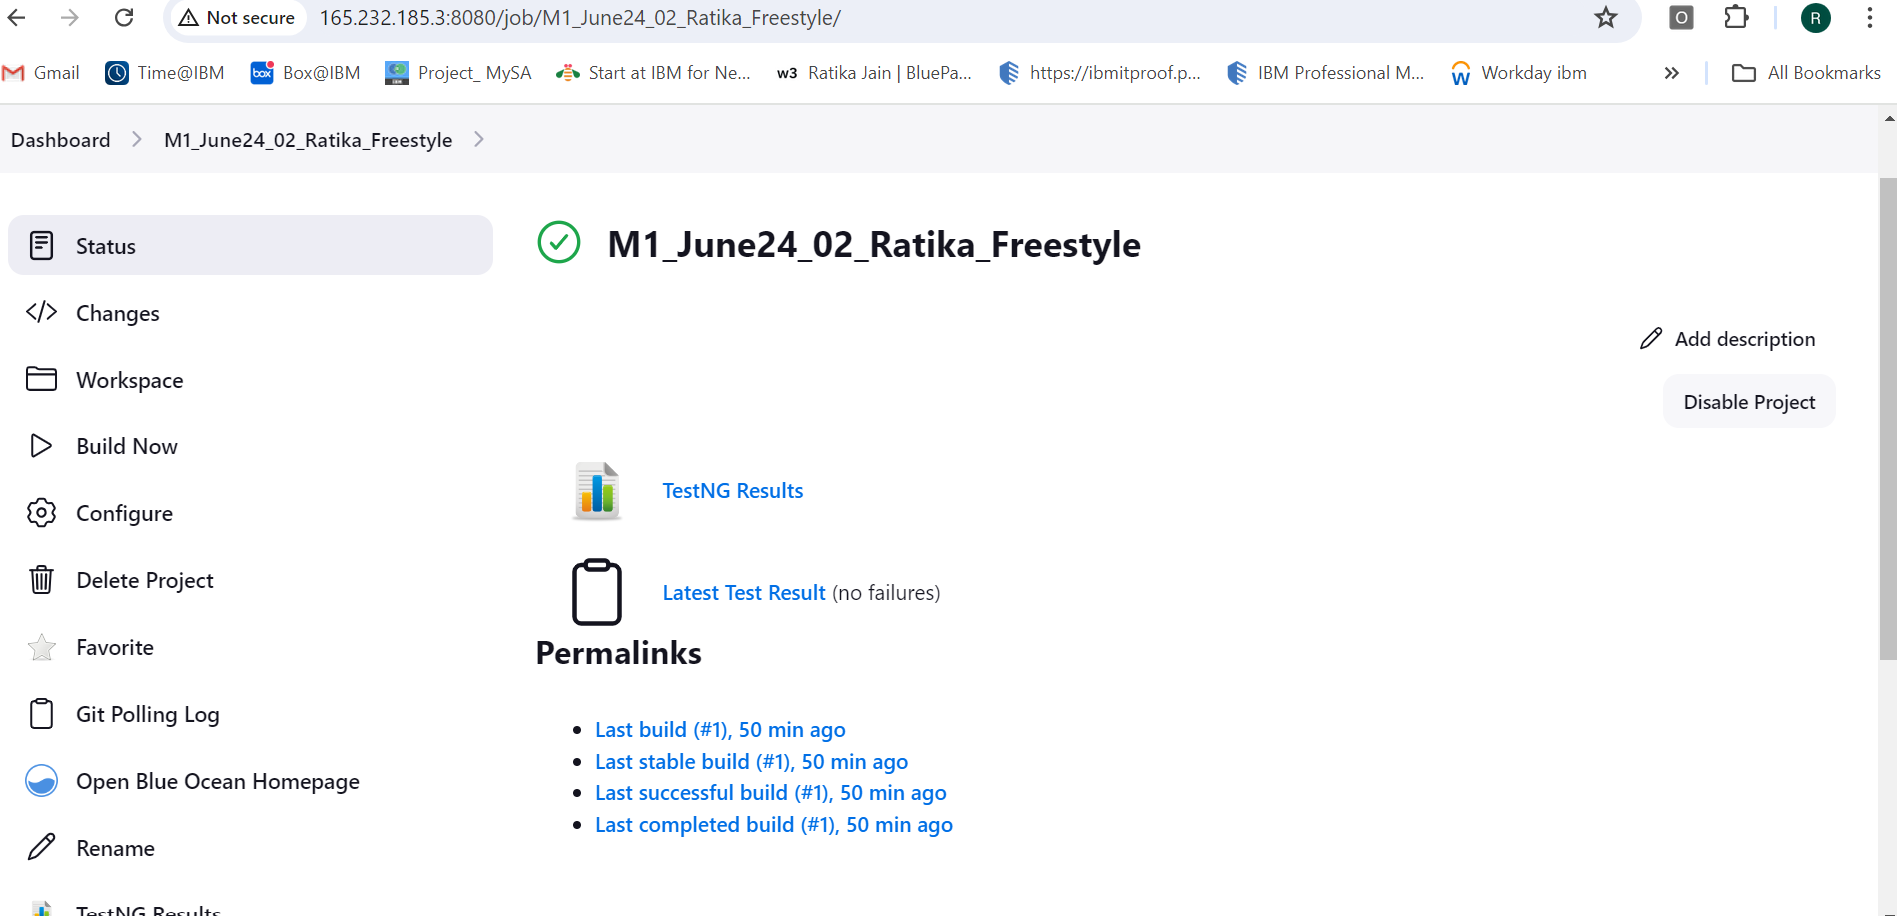 Not secure 165.232.185.3:8080/job/M1_June24_02_Ratika_Freestyle/ O R
Gmail Time@IBM box Box@IBM Project_ MySA Start at IBM for Ne... w3 Ratika Jain | BluePa... https://ibmitproof.p... IBM Professional M... Workday ibm » All Bookmarks
Dashboard M1_June24_02_Ratika_Freestyle
Status
Changes
Workspace
Build Now
Configure
Delete Project
Favorite
Git Polling Log
Open Blue Ocean Homepage
Rename
TestNG Results
M1_June24_02_Ratika_Freestyle
Add description
Disable Project
TestNG Results
Latest Test Result (no failures)
Permalinks
Last build (#1), 50 min ago
Last stable build (#1), 50 min ago
Last successful build (#1), 50 min ago
Last completed build (#1), 50 min ago